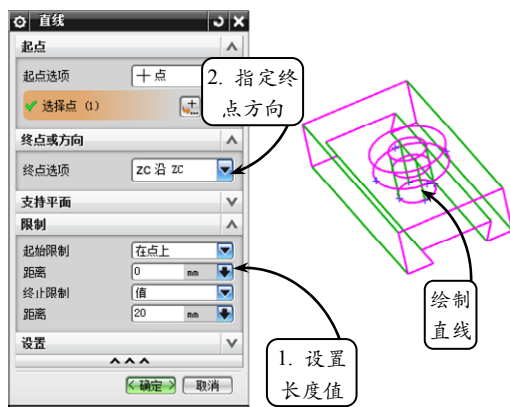 直线
起点
起点选项
十 点
选择点 (1)
终点或方向
终点选项
ZC 沿 ZC
支持平面
限制
起始限制
在点上
距离
0
mm
终止限制
值
距离
20
mm
设置
< 确定 >
取消
2. 指定终
点方向
绘制
直线
1. 设置
长度值